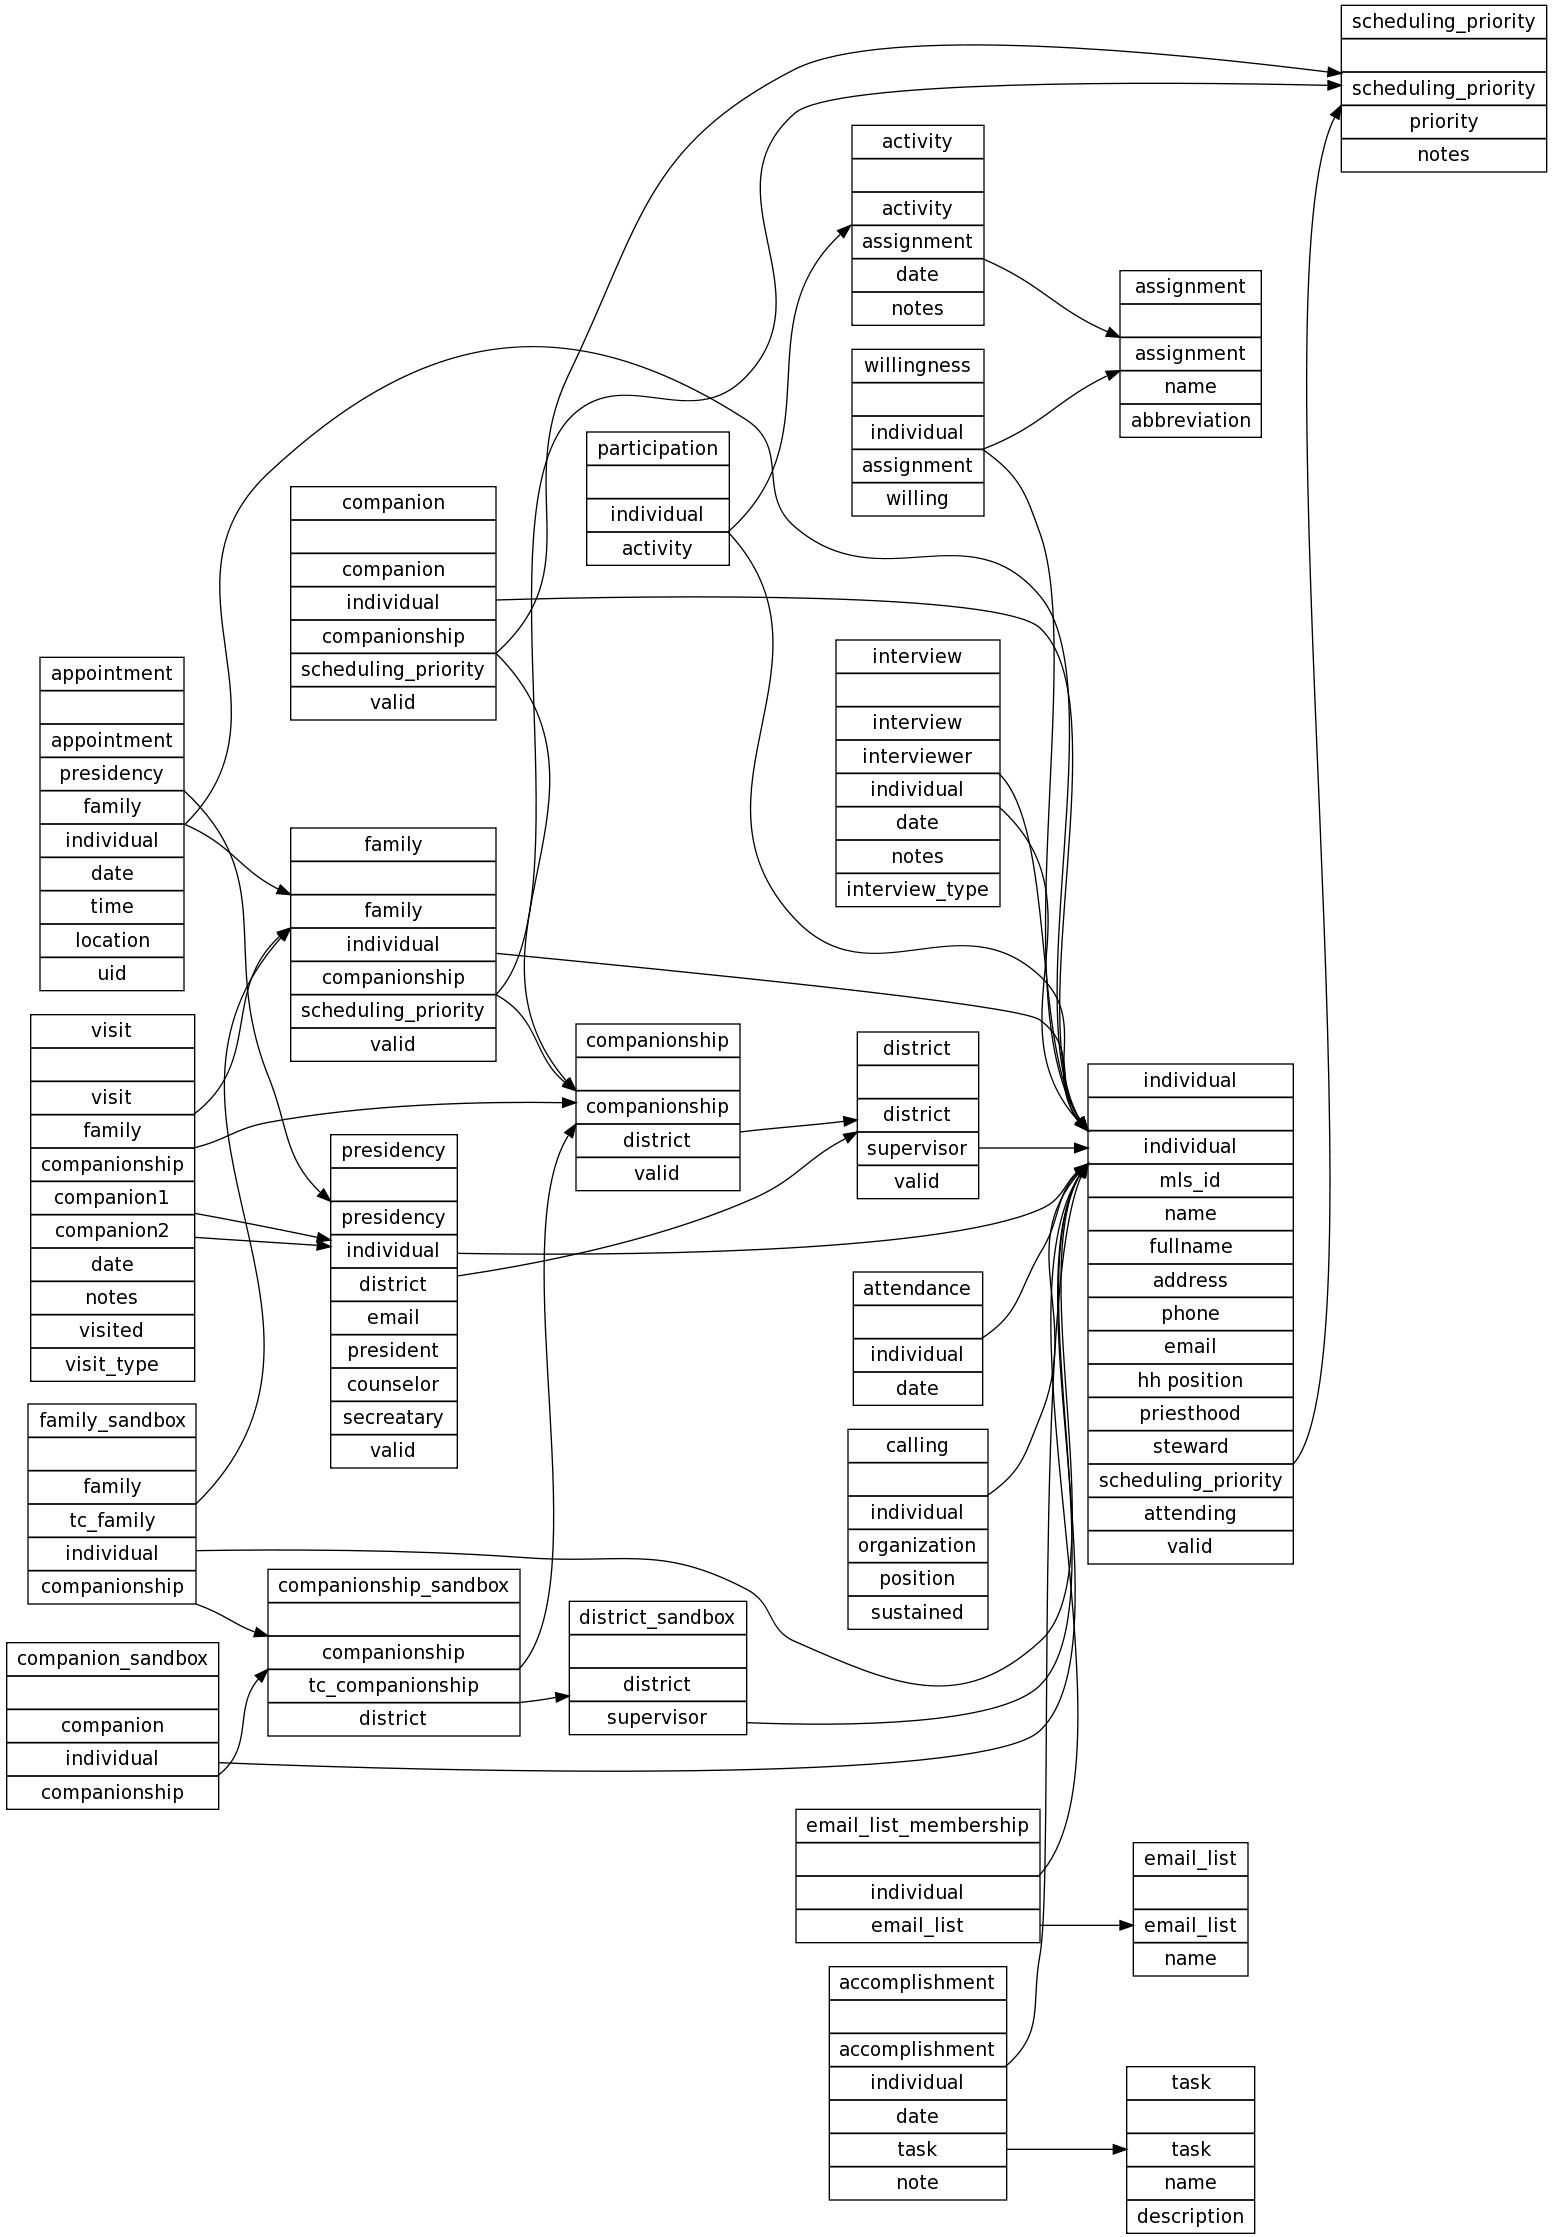 scheduling_priority
scheduling_priority
priority
notes
activity
activity
assignment
date
notes
assignment
assignment
name
abbreviation
willingness
individual
assignment
willing
participation
individual
activity
companion
companion
individual
companionship
scheduling_priority
valid
interview
interview
interviewer
individual
date
notes
interview_type
appointment
appointment
presidency
family
individual
date
time
location
uid
family
family
individual
companionship
scheduling_priority
valid
visit
visit
family
companionship
companion1
companion2
date
notes
visited
visit_type
companionship
companionship
district
valid
district
district
supervisor
valid
individual
individual
mls_id
name
fullname
address
phone
email
hh position
priesthood
steward
scheduling_priority
attending
valid
presidency
presidency
individual
district
email
president
counselor
secreatary
valid
attendance
individual
date
family_sandbox
family
tc_family
individual
companionship
calling
individual
organization
position
sustained
companionship_sandbox
companionship
tc_companionship
district
district_sandbox
district
supervisor
companion_sandbox
companion
individual
companionship
email_list_membership
individual
email_list
email_list
email_list
name
accomplishment
accomplishment
individual
date
task
note
task
task
name
description